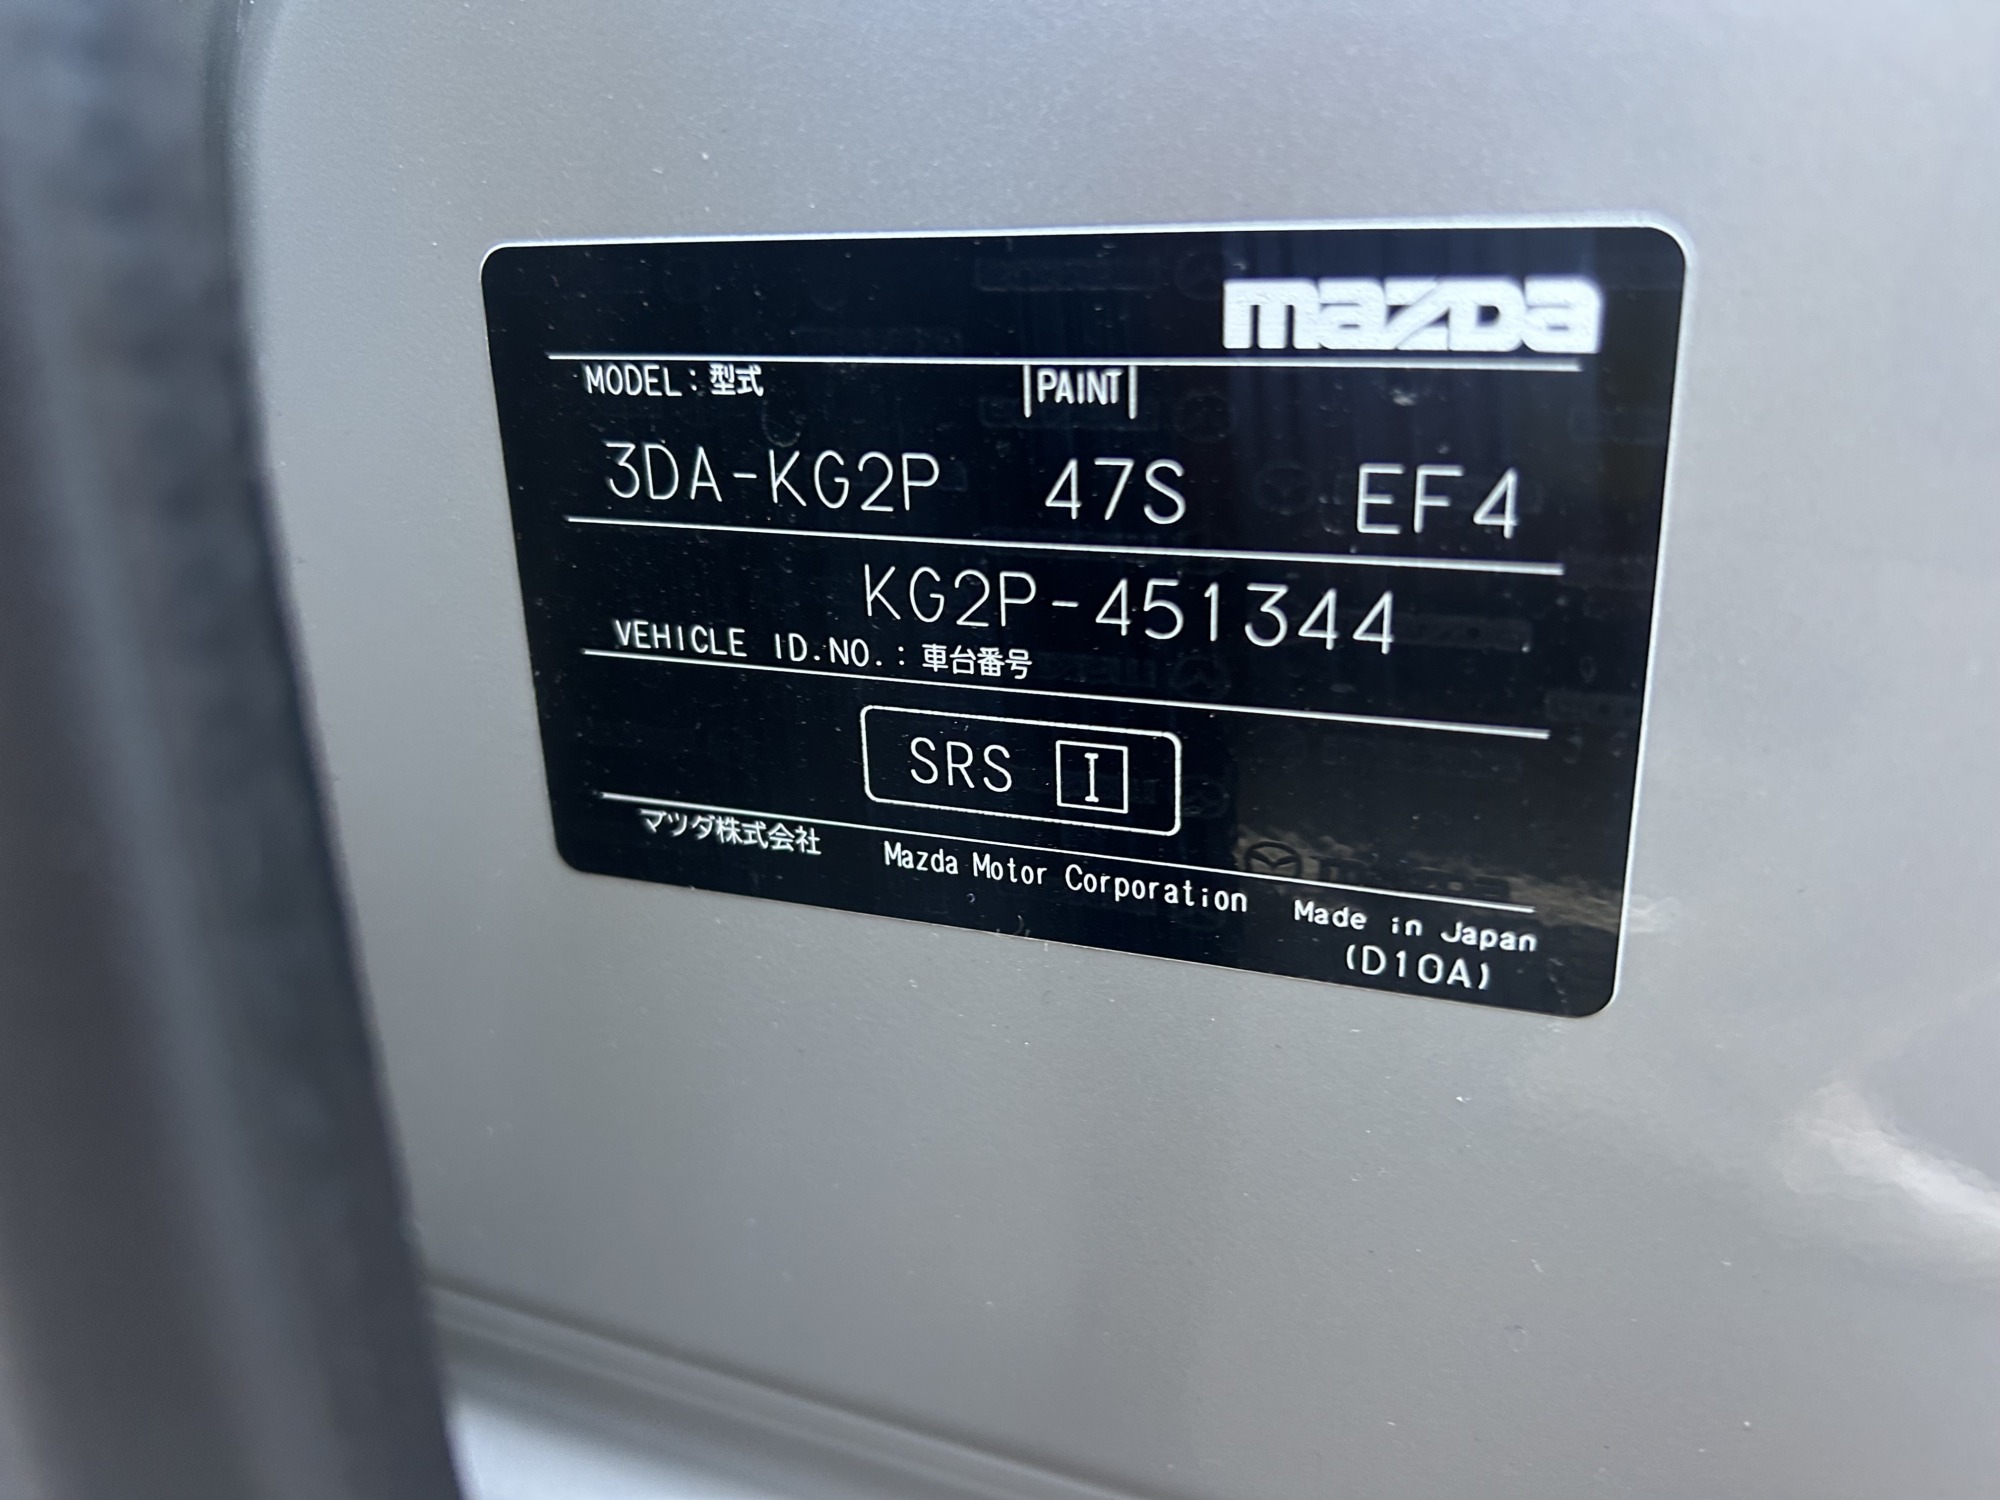 mazda
MODEL:型式 PAINT
3DA-KG2P 47S EF4
KG2P-451344
VEHICLE ID.NO.:車台番号
SRS I
マツダ株式会社 Mazda Motor Corporation Made in Japan
(D10A)